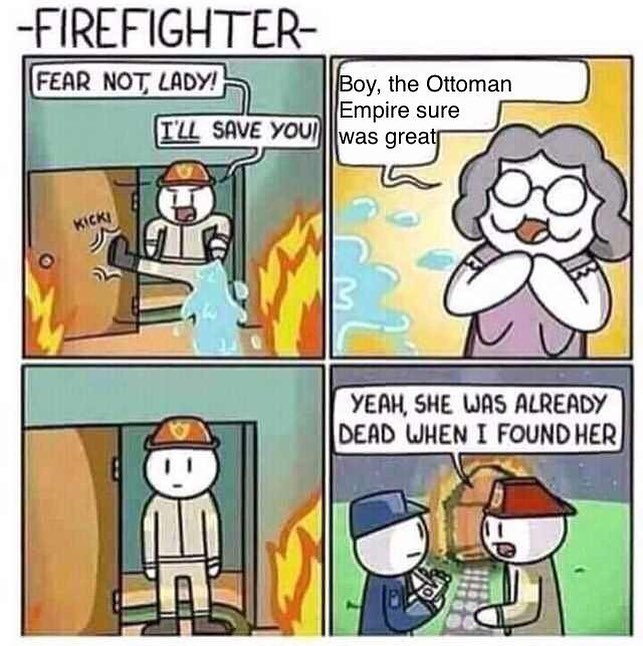 -FIREFIGHTER-
FEAR NOT, LADY!
I'LL SAVE YOU!
KICK!
Boy, the Ottoman
Empire sure
was great
YEAH, SHE WAS ALREADY
DEAD WHEN I FOUND HER